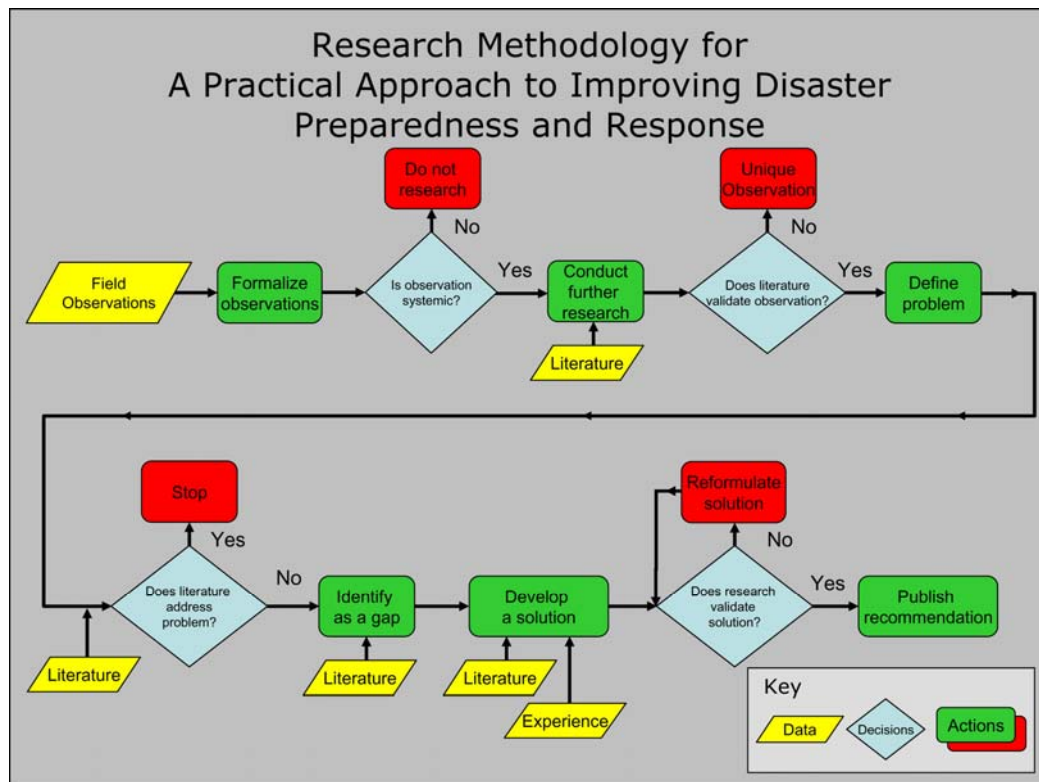 Research Methodology for
A Practical Approach to Improving Disaster
Preparedness and Response
Do not
research
Unique
Observation
No
No
Field
Observations
Formalize
observations
Is observation
systemic?
Yes
Conduct
further
research
Does literature
validate observation?
Yes
Define
problem
Literature
Stop
Reformulate
solution
Yes
No
Does literature
address
problem?
No
Identify
as a gap
Develop
a solution
Does research
validate
solution?
Yes
Publish
recommendation
Literature
Literature
Literature
Experience
Key
Data
Decisions
Actions